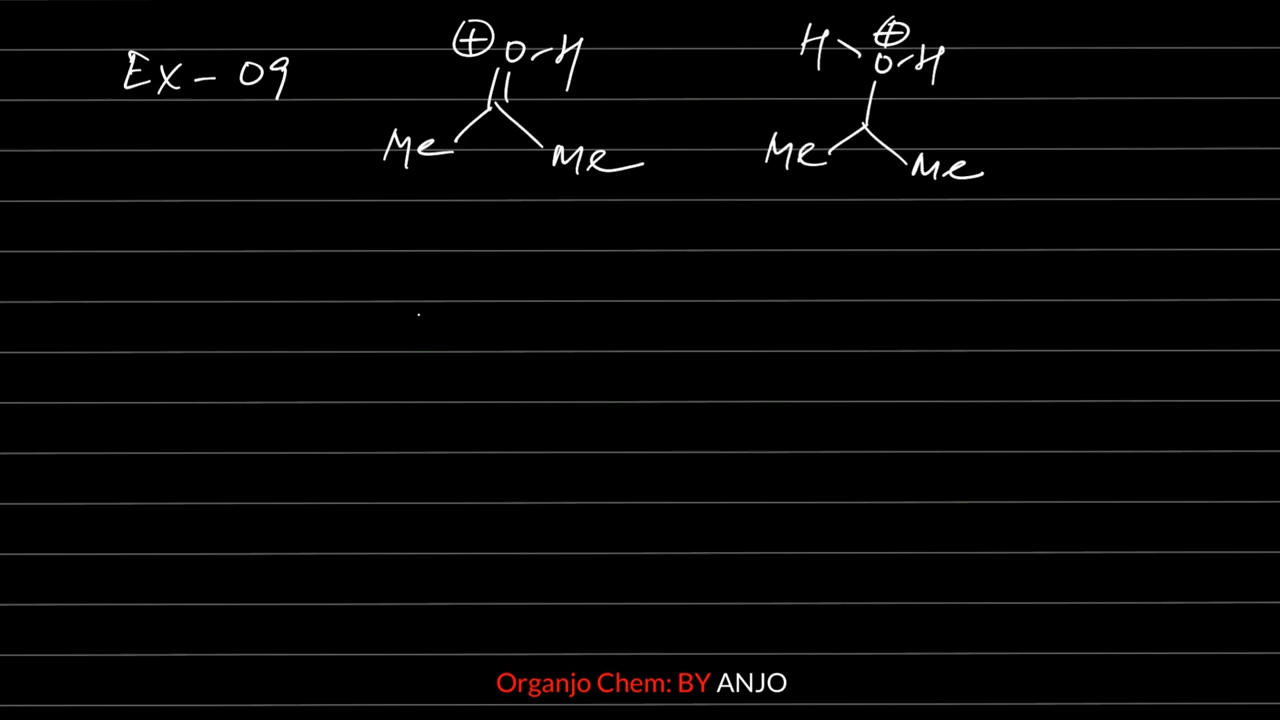 Ex - 09
⊕ O-H H ⊕ O-H
Me Me Me Me
Organjo Chem: BY ANJO